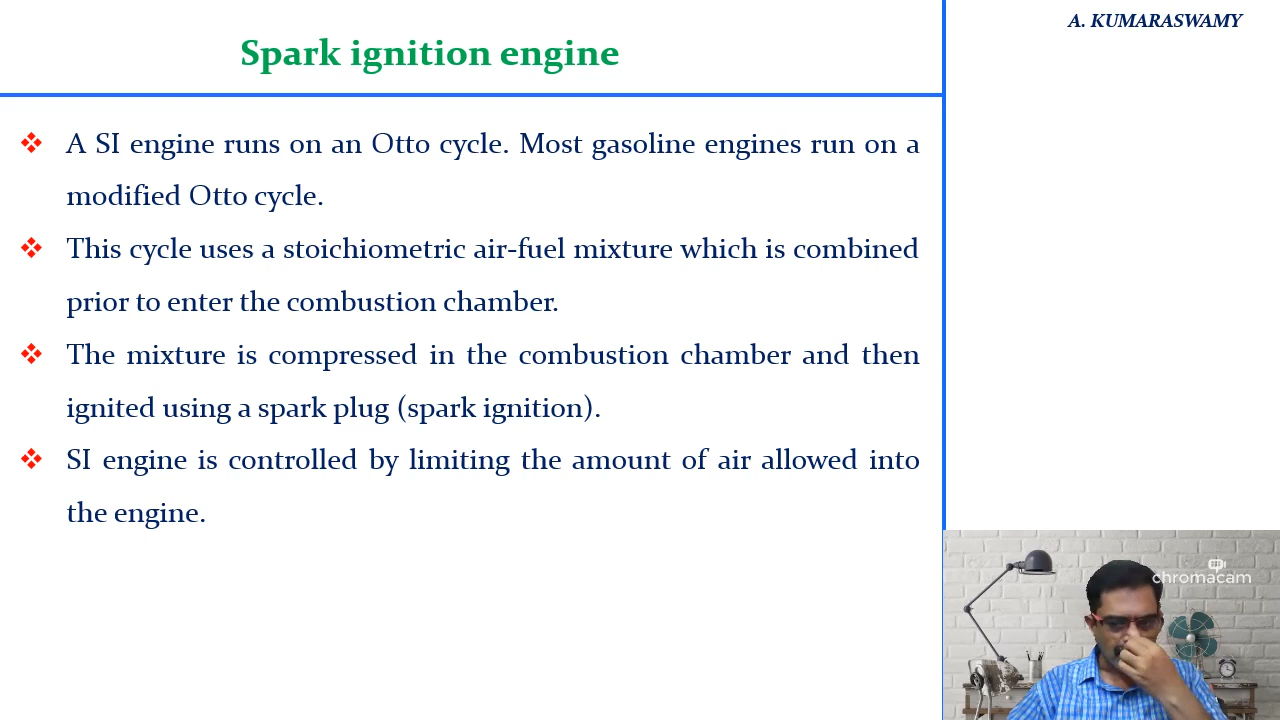 A. KUMARASWAMY
Spark ignition engine
A SI engine runs on an Otto cycle. Most gasoline engines run on a
modified Otto cycle.
This cycle uses a stoichiometric air-fuel mixture which is combined
prior to enter the combustion chamber.
The mixture is compressed in the combustion chamber and then
ignited using a spark plug (spark ignition).
SI engine is controlled by limiting the amount of air allowed into
the engine.
chromacam